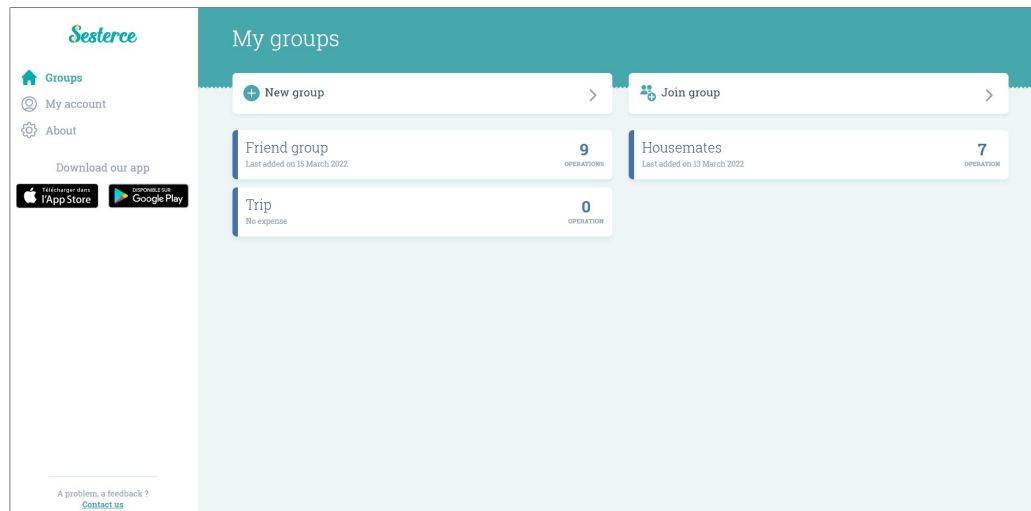 Sesterce
Groups
My account
About
Download our app
Télécharger dans
l'App Store
DISPONIBLE SUR
Google Play
A problem, a feedback ?
Contact us
My groups
New group
Join group
Friend group
Last added on 15 March 2022
9
OPERATIONS
Housemates
Last added on 13 March 2022
7
OPERATION
Trip
No expense
0
OPERATION